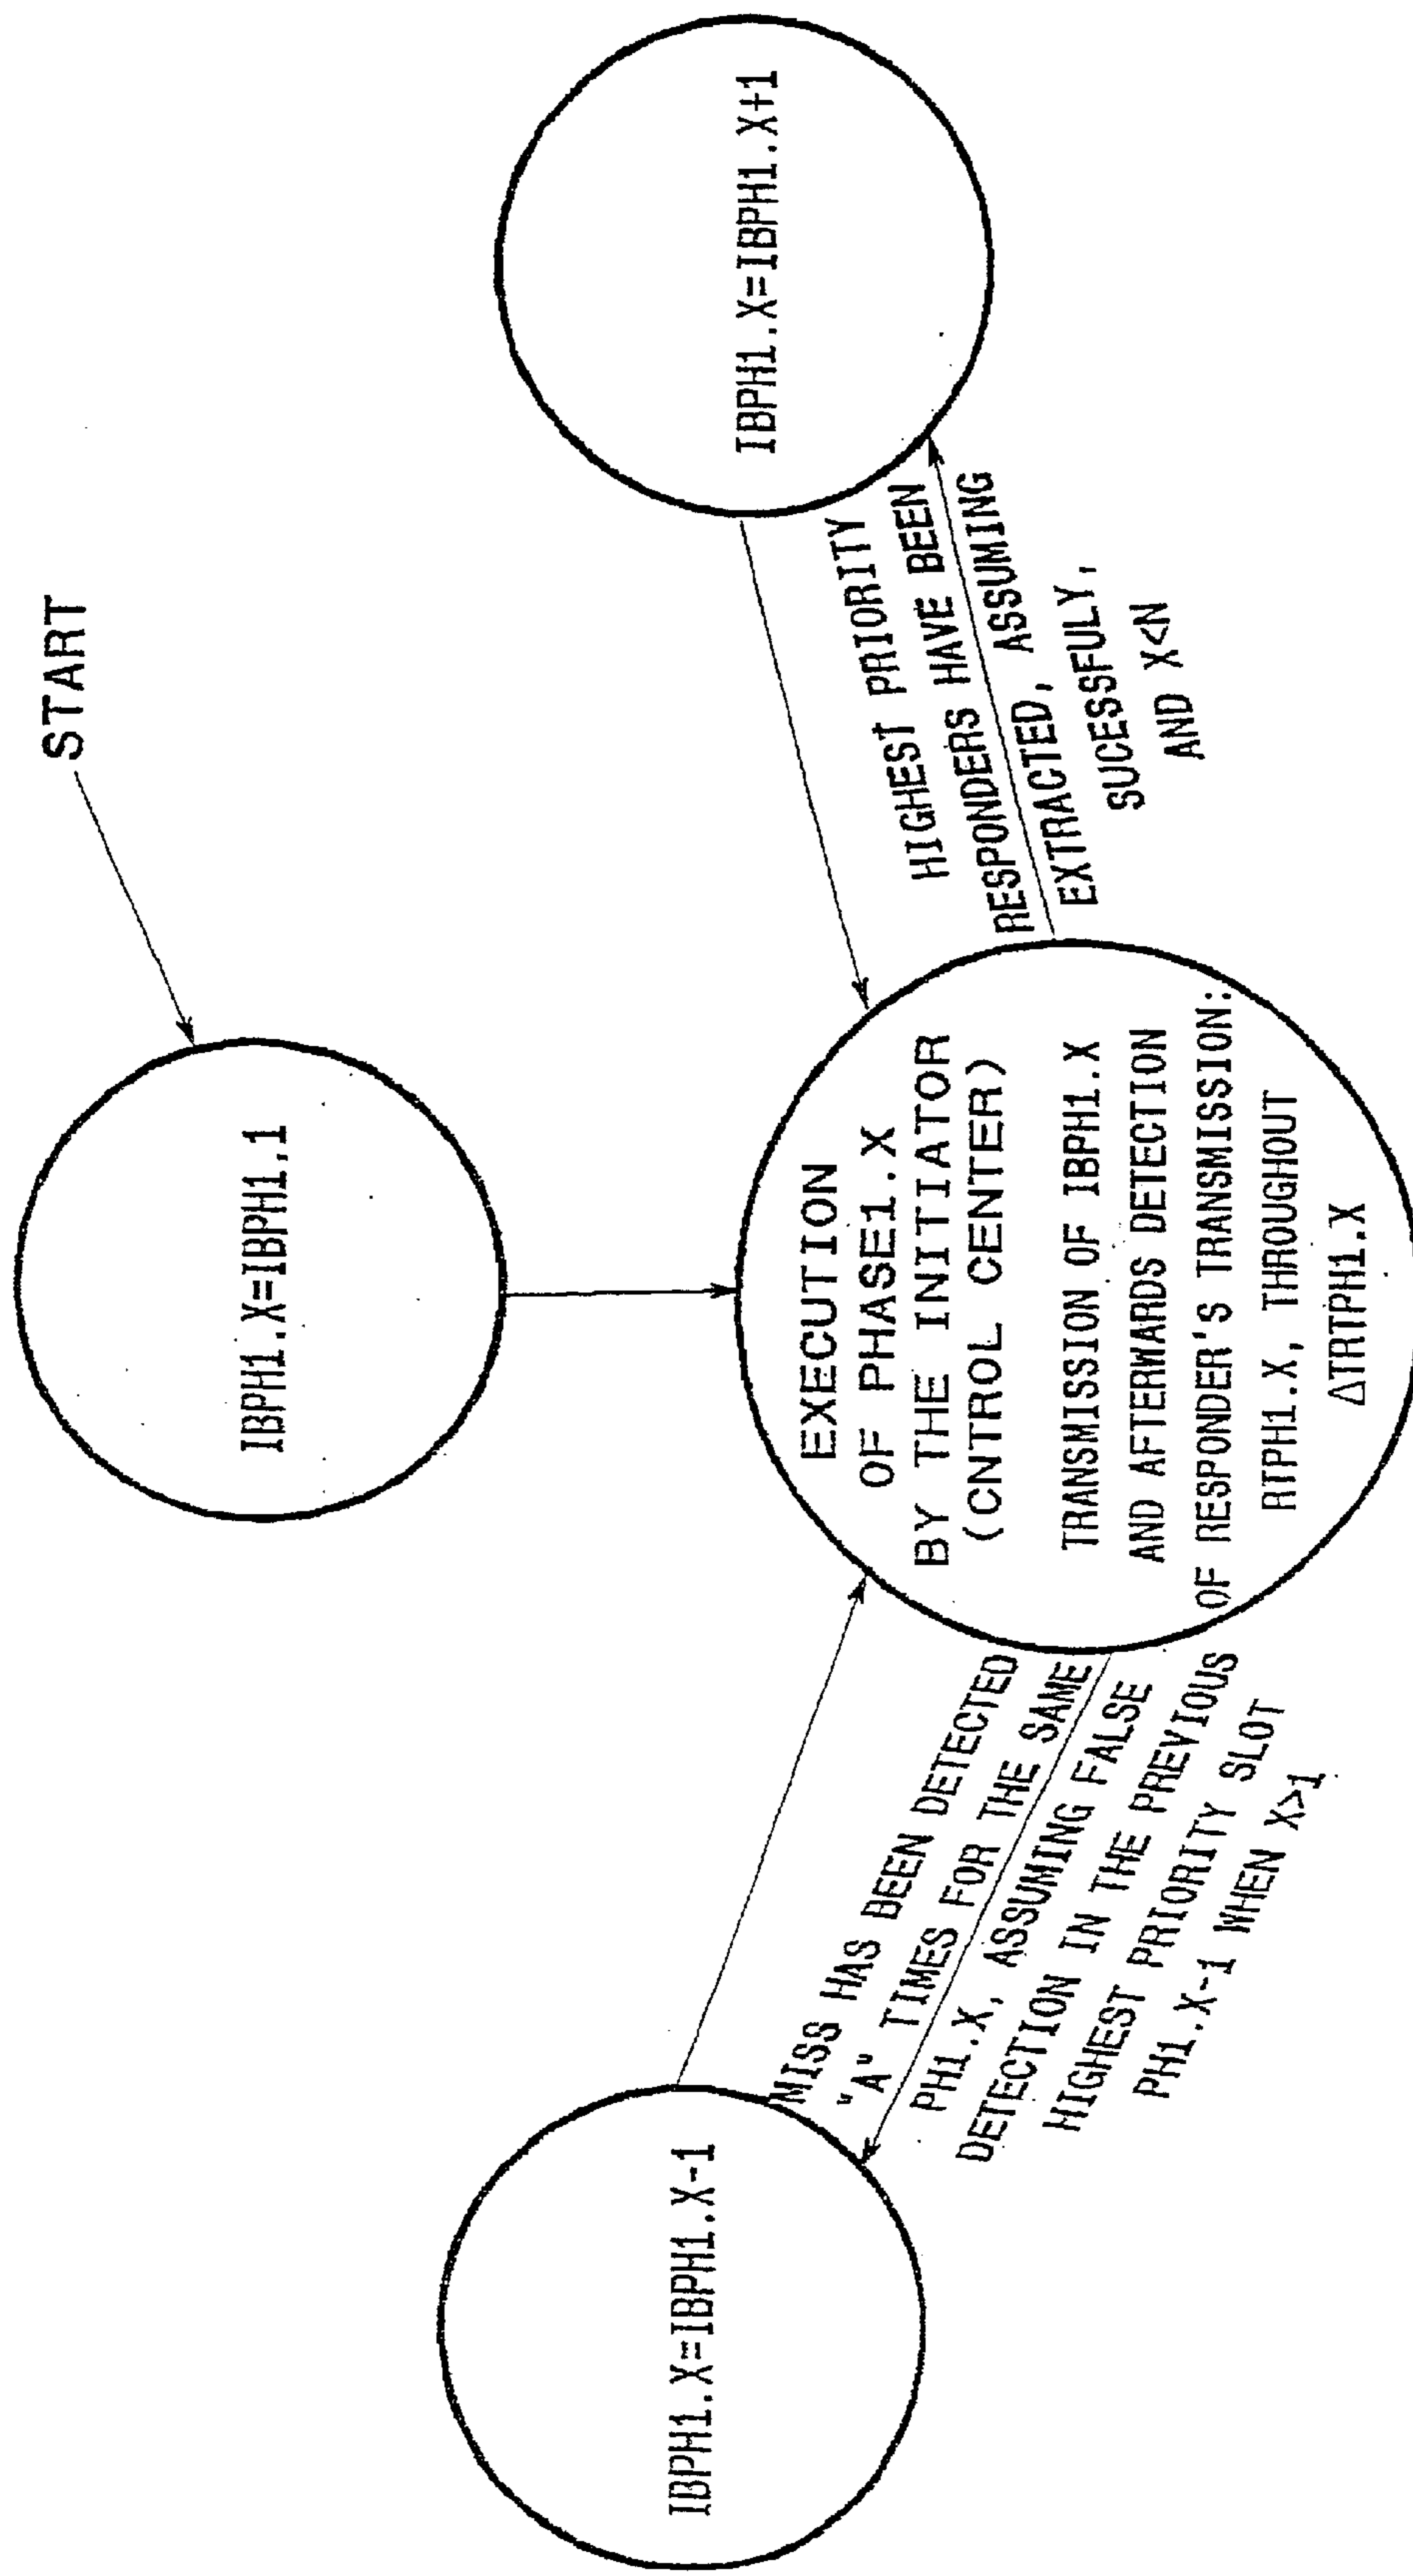 START
IBPH1.X=IBPH1,1
IBPH1.X=IBPH1.X-1
IBPH1.X=IBPH1.X+1
MISS HAS BEEN DETECTED
"A" TIMES FOR THE SAME
PH1.X, ASSUMING FALSE
DETECTION IN THE PREVIOUS
HIGHEST PRIORITY SLOT
PH1.X-1 WHEN X>1
EXECUTION
OF PHASE1.X
BY THE INITIATOR
(CNTROL CENTER)
TRANSMISSION OF IBPH1.X
AND AFTERWARDS DETECTION
OF RESPONDER'S TRANSMISSION:
RTPH1.X, THROUGHOUT
ΔTRTPH1.X
HIGHEST PRIORITY
RESPONDERS HAVE BEEN
EXTRACTED, ASSUMING
SUCESSFULY,
AND X<N